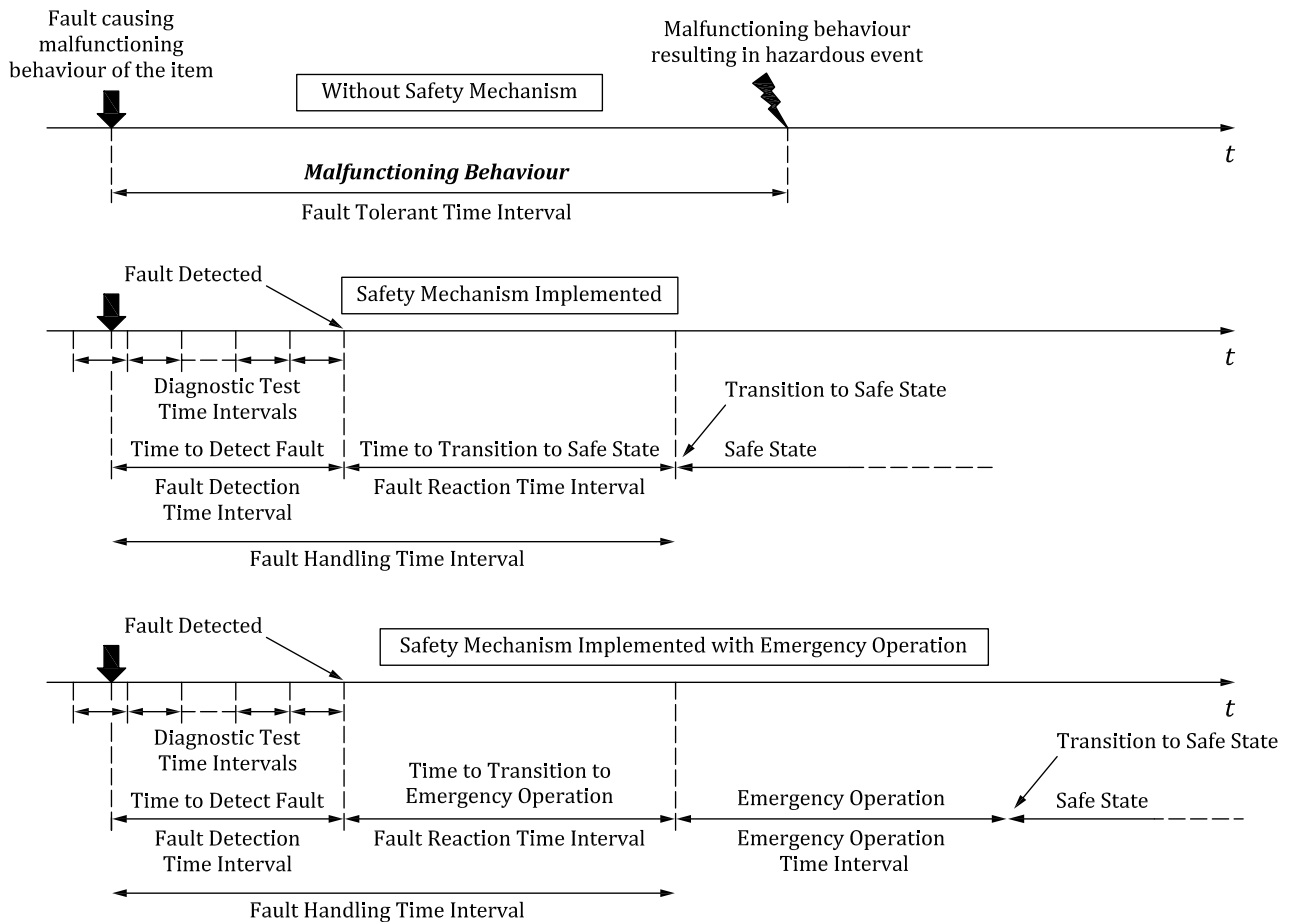 Fault causing
malfunctioning
behaviour of the item
Malfunctioning behaviour
resulting in hazardous event
Without Safety Mechanism
t
Malfunctioning Behaviour
Fault Tolerant Time Interval
Fault Detected
Safety Mechanism Implemented
t
Diagnostic Test
Time Intervals
Transition to Safe State
Time to Detect Fault
Time to Transition to Safe State
Safe State
Fault Detection
Time Interval
Fault Reaction Time Interval
Fault Handling Time Interval
Fault Detected
Safety Mechanism Implemented with Emergency Operation
t
Diagnostic Test
Time Intervals
Transition to Safe State
Time to Detect Fault
Time to Transition to
Emergency Operation
Emergency Operation
Safe State
Fault Detection
Time Interval
Fault Reaction Time Interval
Emergency Operation
Time Interval
Fault Handling Time Interval